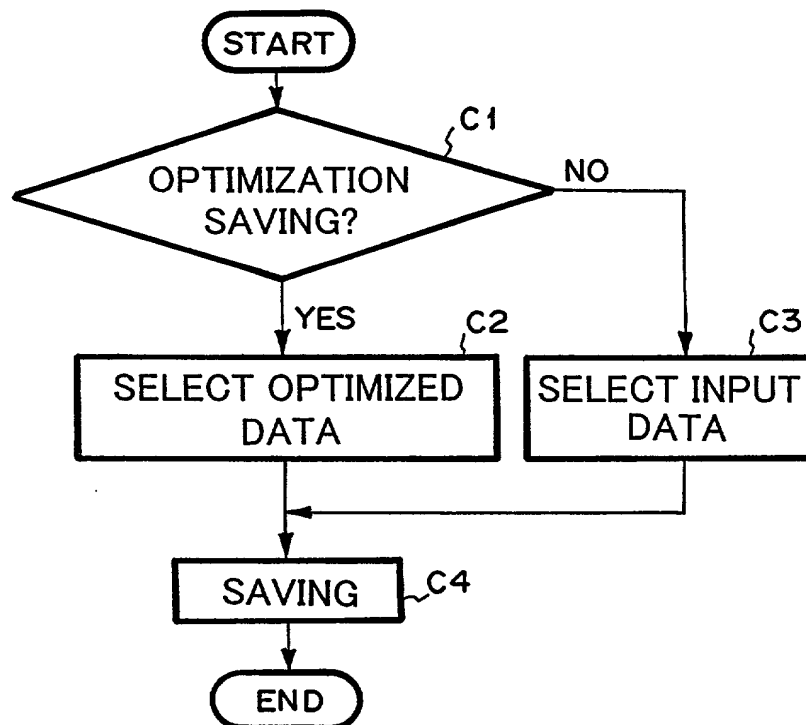 START
C1
OPTIMIZATION
SAVING?
NO
YES
C2
SELECT OPTIMIZED
DATA
C3
SELECT INPUT
DATA
SAVING
C4
END